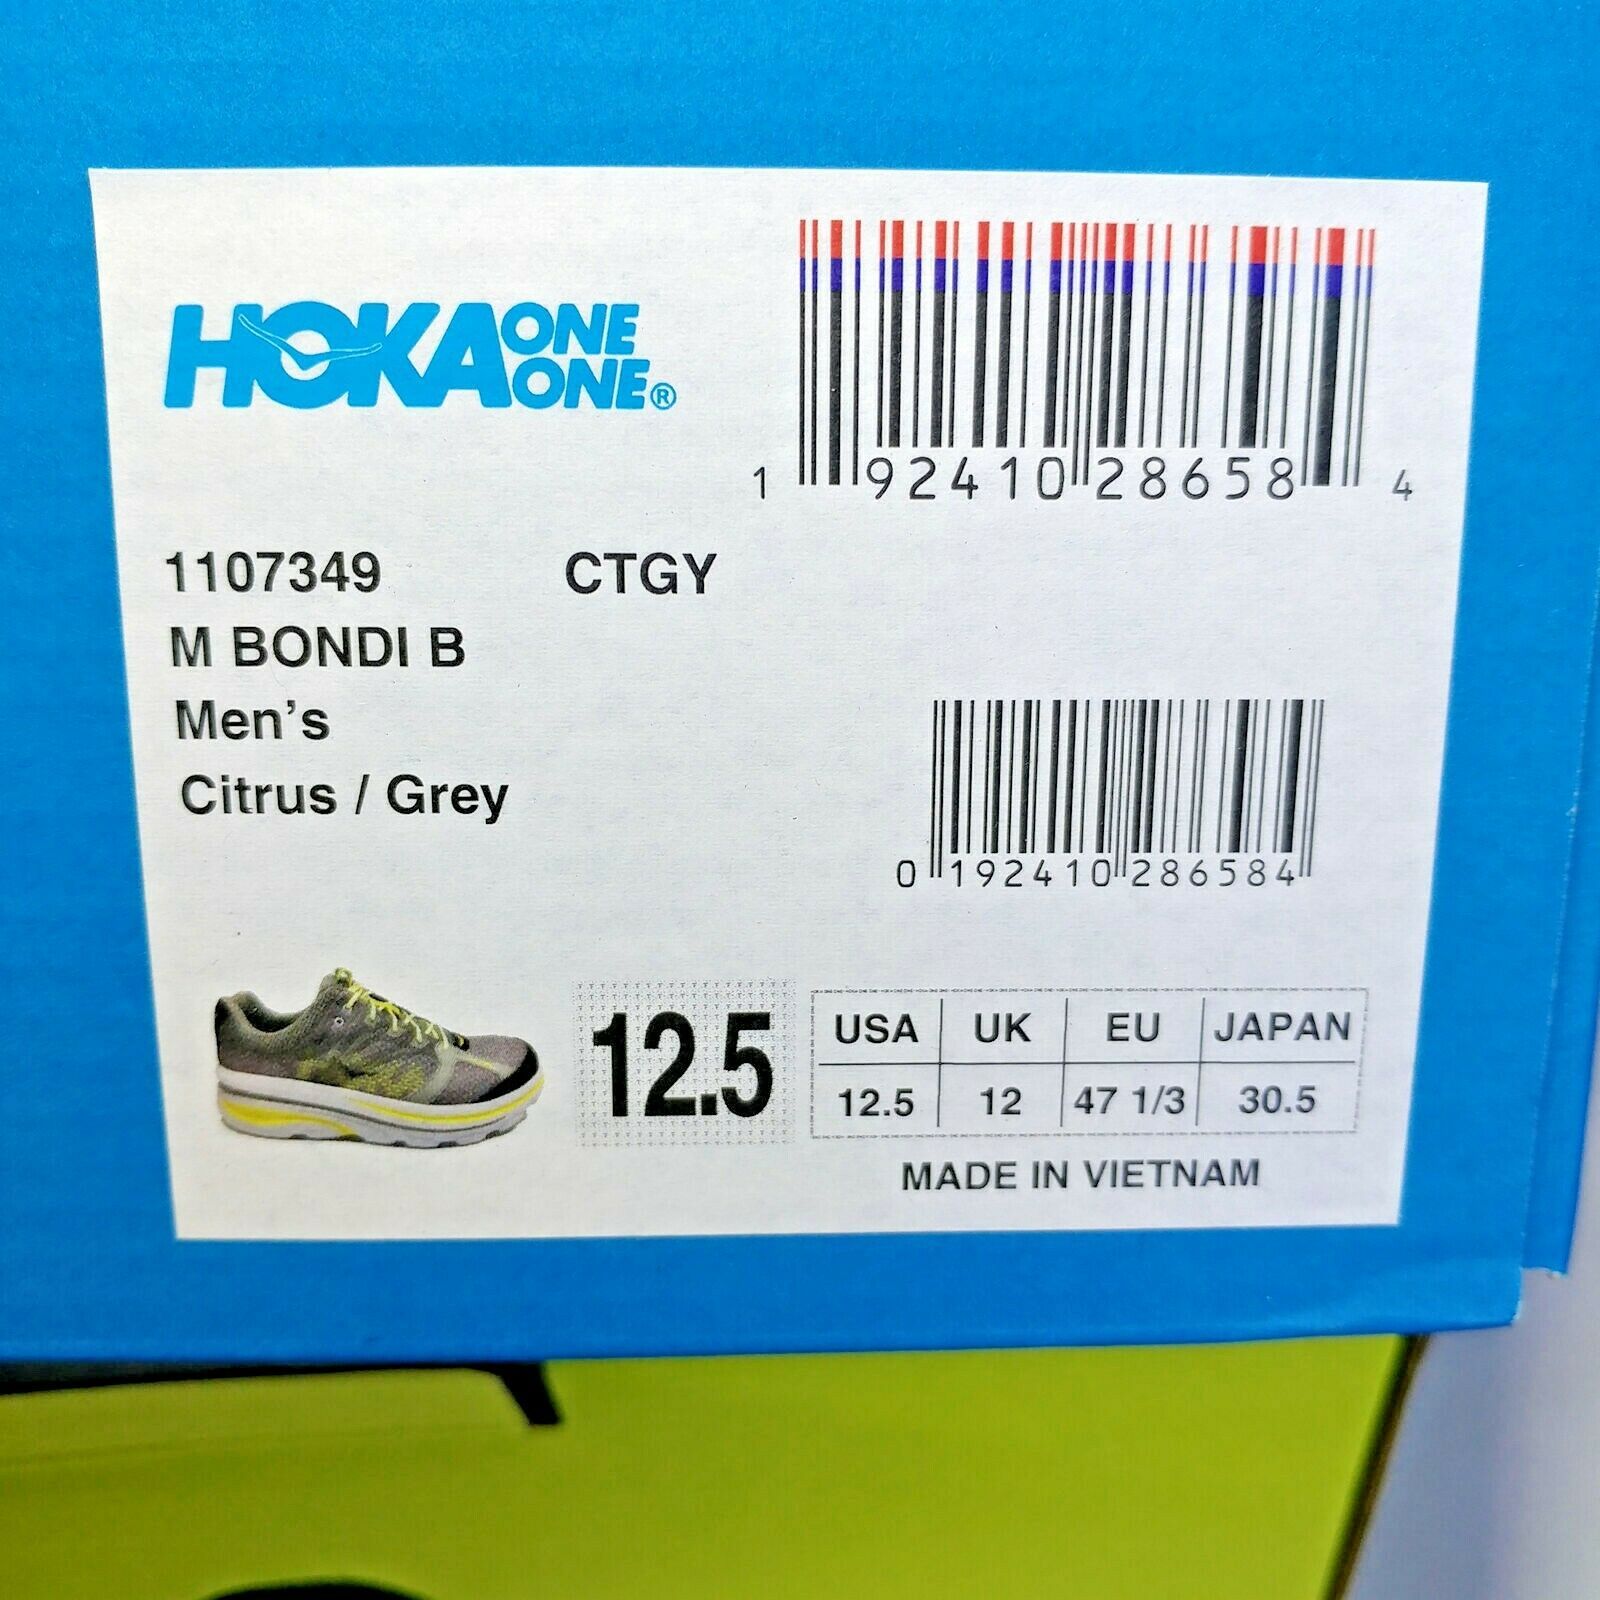 HOKA ONE ONE®
1 92410 28658 4
1107349 CTGY
M BONDI B
Men's
Citrus / Grey
0 192410 286584
12.5
USA UK EU JAPAN
12.5 12 47 1/3 30.5
MADE IN VIETNAM